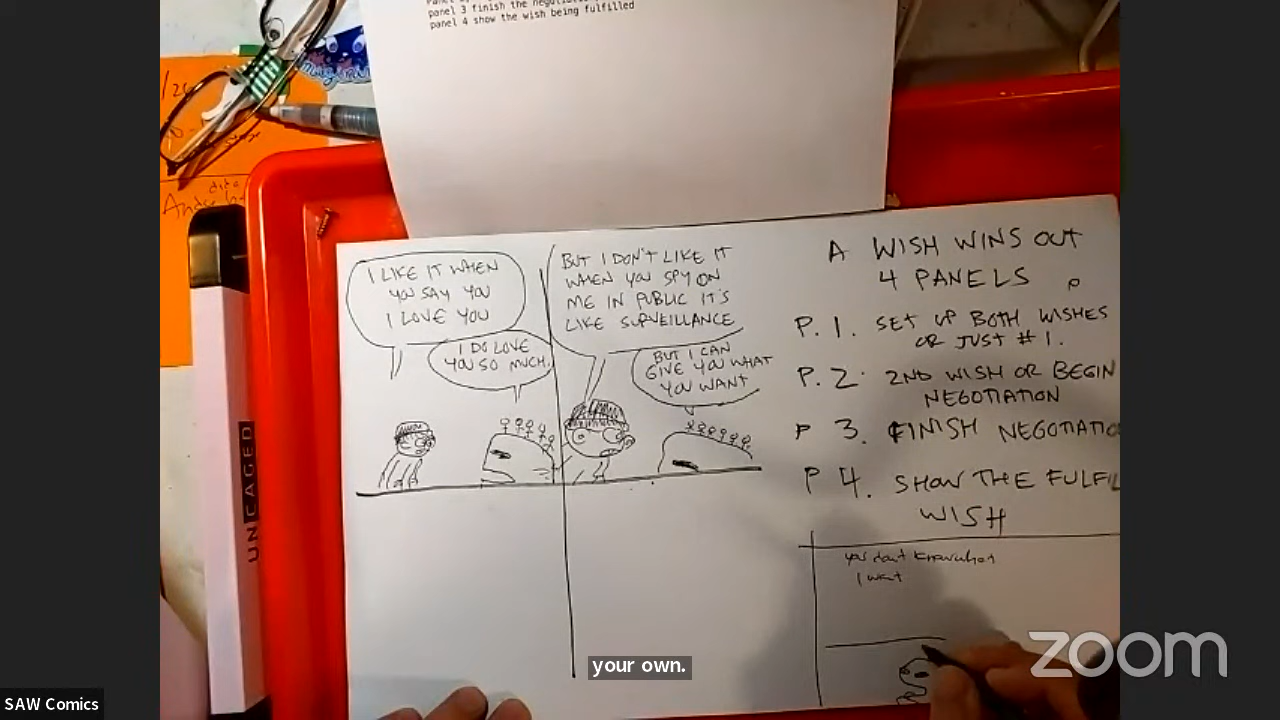 panel 3 finish the
panel 4 show the wish being fulfilled
I LIKE IT WHEN
YOU SAY YOU
I LOVE YOU
I DO LOVE
YOU SO MUCH.
BUT I DON'T LIKE IT
WHEN YOU SPY ON
ME IN PUBLIC IT'S
LIKE SURVEILLANCE
BUT I CAN
GIVE YOU WHAT
YOU WANT
A WISH WINS OUT
4 PANELS
P. 1. SET UP BOTH WISHES
OR JUST #1.
P. 2. 2ND WISH OR BEGIN
NEGOTIATION
P 3. FINISH NEGOTIATIO
P 4. SHOW THE FULFIL
WISH
you don't know what
I want
UNCAGED
your own.
zoom
SAW Comics